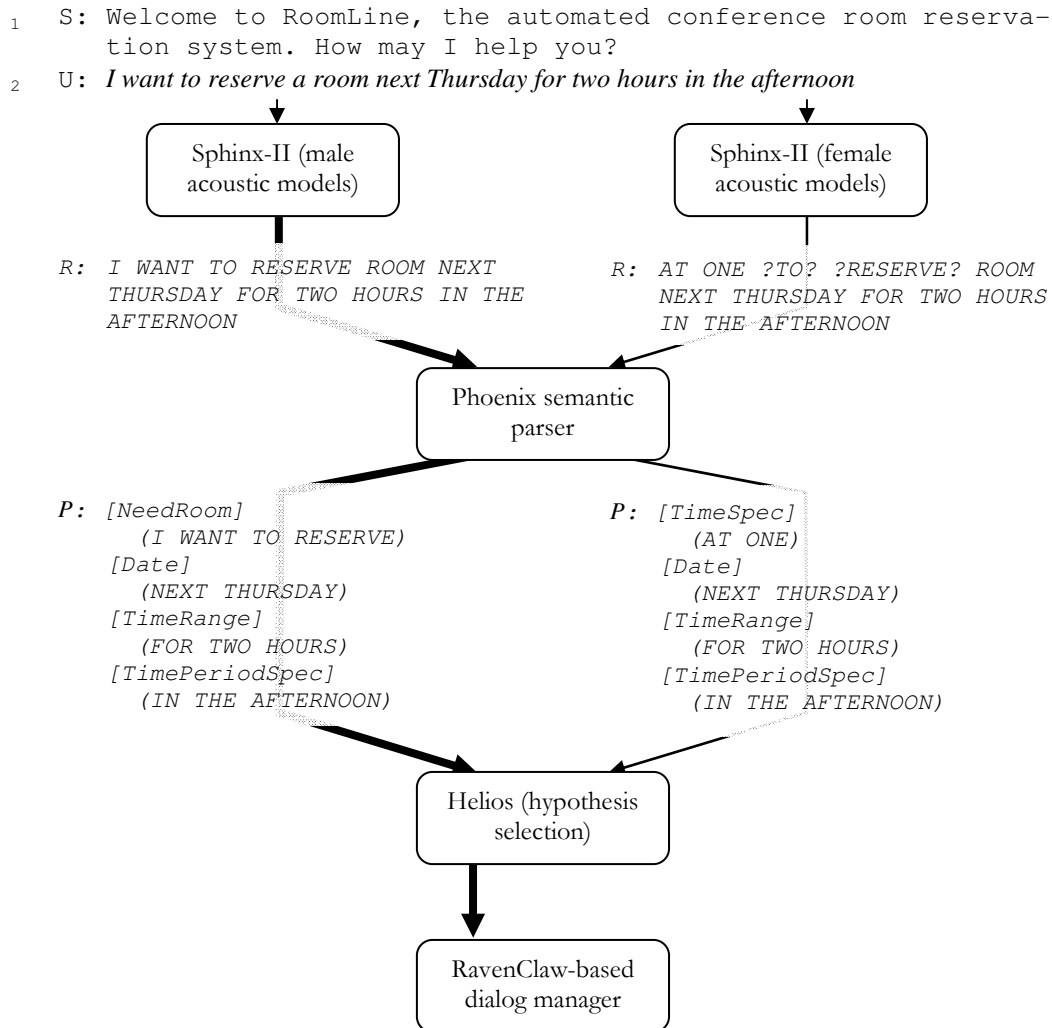 1 S: Welcome to RoomLine, the automated conference room reserva-
tion system. How may I help you?
2 U: I want to reserve a room next Thursday for two hours in the afternoon
Sphinx-II (male
acoustic models)
Sphinx-II (female
acoustic models)
R: I WANT TO RESERVE ROOM NEXT
THURSDAY FOR TWO HOURS IN THE
AFTERNOON
R: AT ONE ?TO? ?RESERVE? ROOM
NEXT THURSDAY FOR TWO HOURS
IN THE AFTERNOON
Phoenix semantic
parser
P: [NeedRoom]
(I WANT TO RESERVE)
[Date]
(NEXT THURSDAY)
[TimeRange]
(FOR TWO HOURS)
[TimePeriodSpec]
(IN THE AFTERNOON)
P: [TimeSpec]
(AT ONE)
[Date]
(NEXT THURSDAY)
[TimeRange]
(FOR TWO HOURS)
[TimePeriodSpec]
(IN THE AFTERNOON)
Helios (hypothesis
selection)
RavenClaw-based
dialog manager